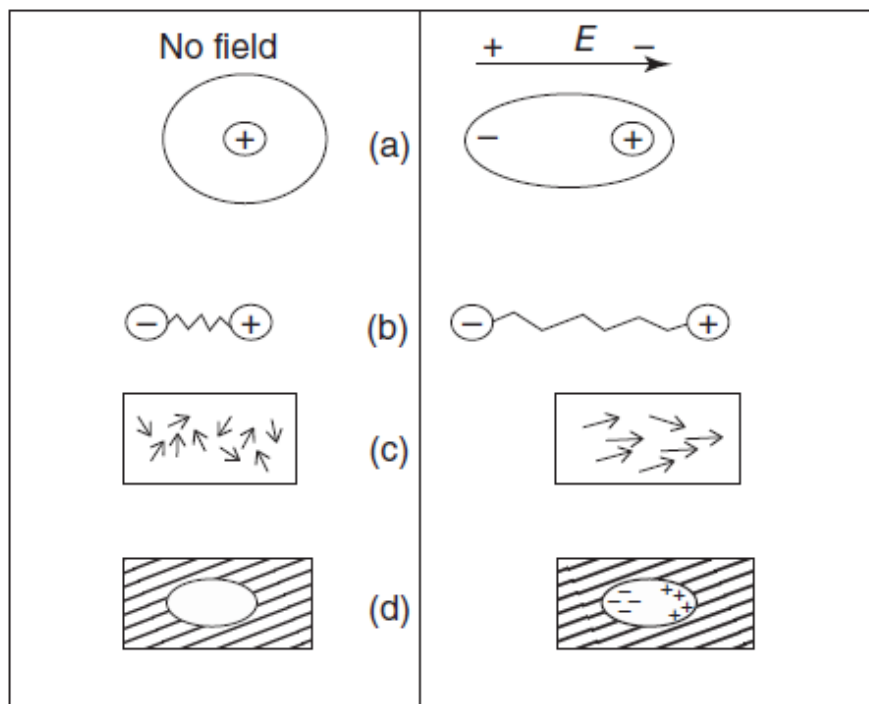 No field
+ E −
+
(a)
− +
− +
(b)
− +
(c)
(d)
− − − − + + + + +